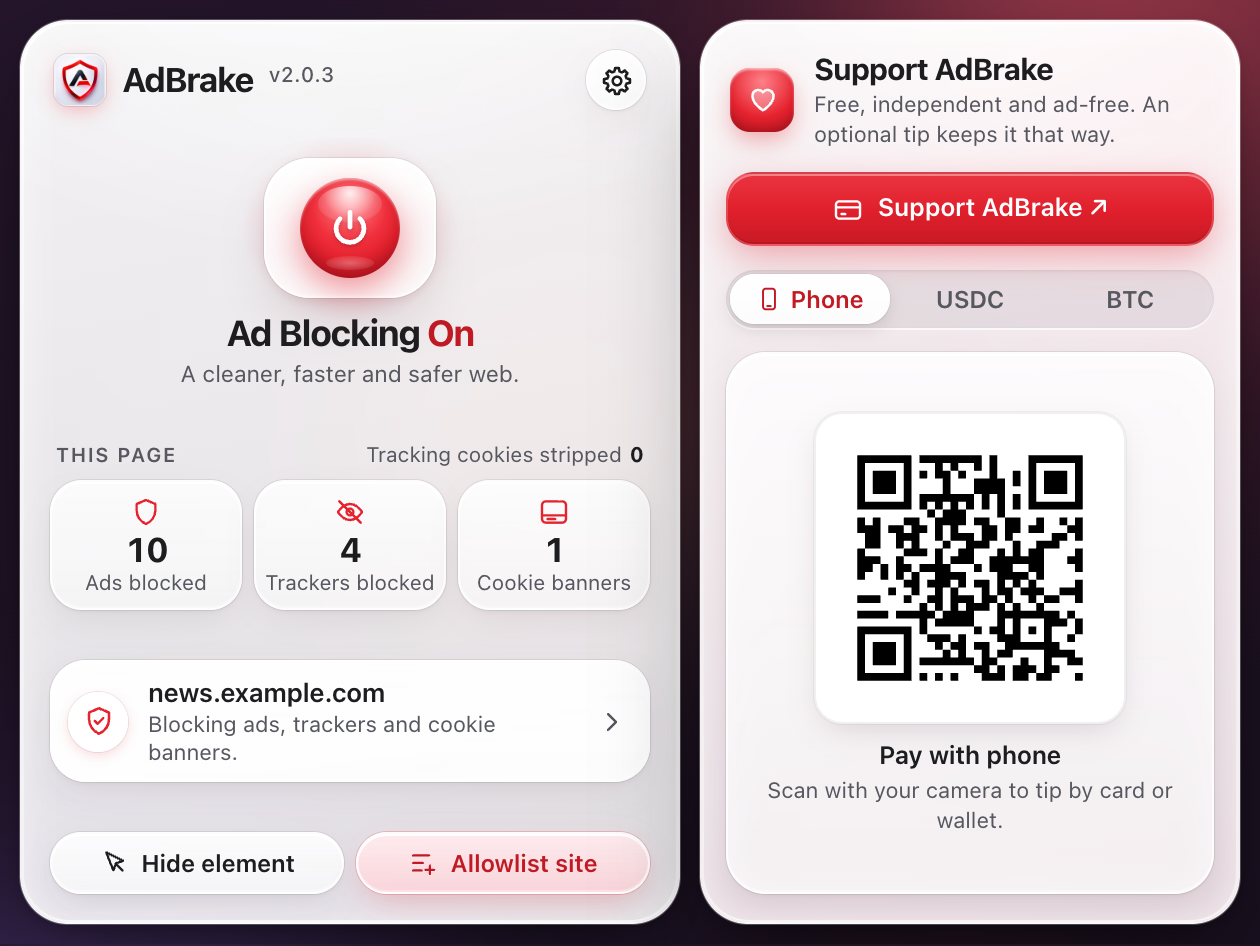 AdBrake v2.0.3
Ad Blocking On
A cleaner, faster and safer web.
THIS PAGE
Tracking cookies stripped 0
10
Ads blocked
4
Trackers blocked
1
Cookie banners
news.example.com
Blocking ads, trackers and cookie
banners.
Hide element
Allowlist site
Support AdBrake
Free, independent and ad-free. An
optional tip keeps it that way.
Support AdBrake ↗
Phone
USDC
BTC
Pay with phone
Scan with your camera to tip by card or
wallet.